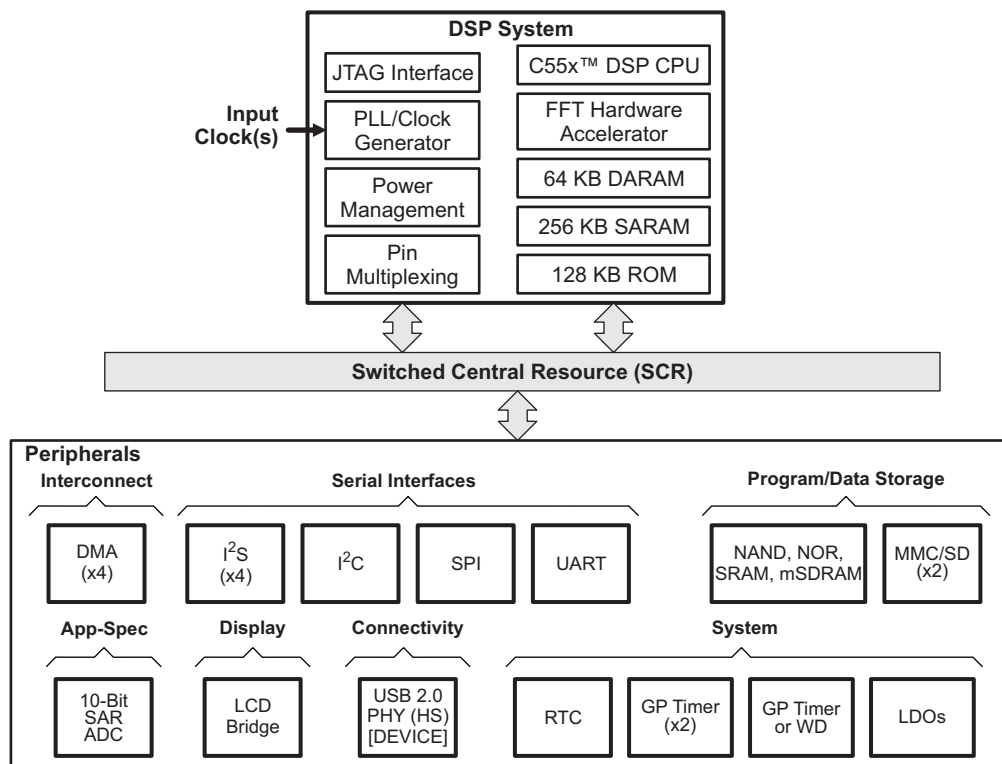 DSP System
JTAG Interface
C55x™ DSP CPU
Input
Clock(s)
PLL/Clock
Generator
FFT Hardware
Accelerator
Power
Management
64 KB DARAM
256 KB SARAM
Pin
Multiplexing
128 KB ROM
Switched Central Resource (SCR)
Peripherals
Interconnect
Serial Interfaces
Program/Data Storage
DMA
(x4)
I²S
(x4)
I²C
SPI
UART
NAND, NOR,
SRAM, mSDRAM
MMC/SD
(x2)
App-Spec
Display
Connectivity
System
10-Bit
SAR
ADC
LCD
Bridge
USB 2.0
PHY (HS)
[DEVICE]
RTC
GP Timer
(x2)
GP Timer
or WD
LDOs